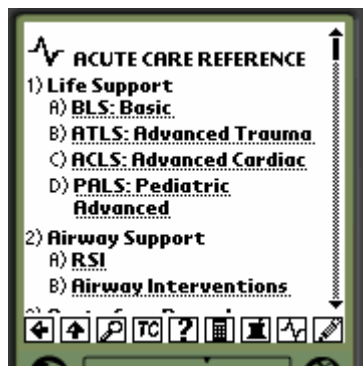 ACUTE CARE REFERENCE
1) Life Support
A) BLS: Basic
B) ATLS: Advanced Trauma
C) ACLS: Advanced Cardiac
D) PALS: Pediatric
Advanced
2) Airway Support
A) RSI
B) Airway Interventions
TC ?